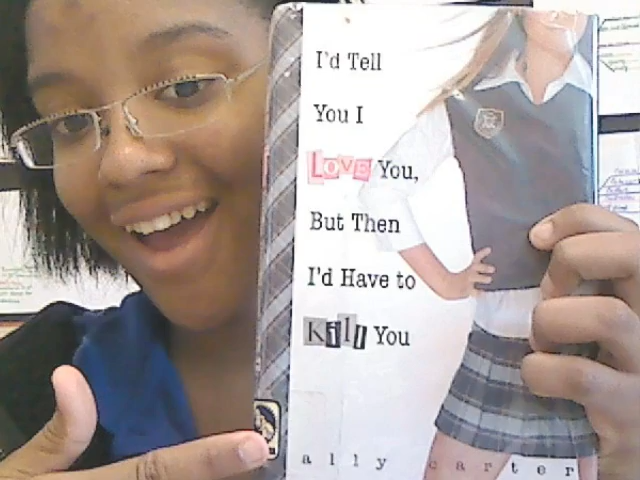 I'd Tell
You I
LOVE You,
But Then
I'd Have to
Kill You
ally carter